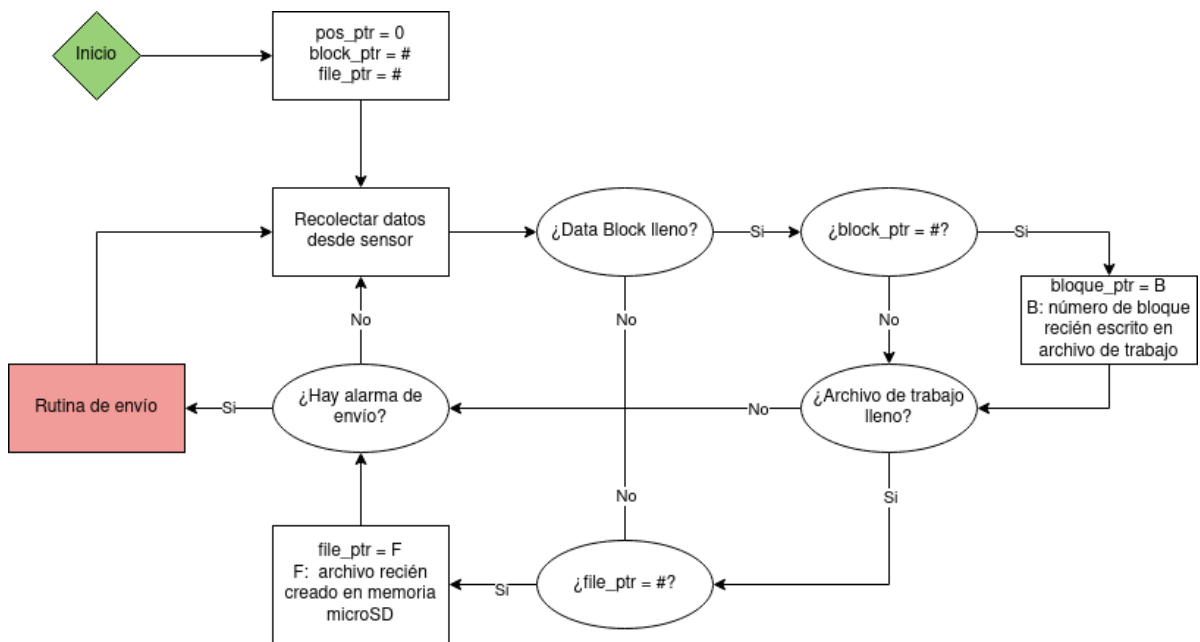 Inicio
pos_ptr = 0
block_ptr = #
file_ptr = #
Recolectar datos
desde sensor
¿Data Block lleno?
Si
¿block_ptr = #?
Si
bloque_ptr = B
B: número de bloque
recién escrito en
archivo de trabajo
No
No
No
Rutina de envío
Si
¿Hay alarma de
envío?
No
¿Archivo de trabajo
lleno?
Si
No
file_ptr = F
F:  archivo recién
creado en memoria
microSD
Si
¿file_ptr = #?